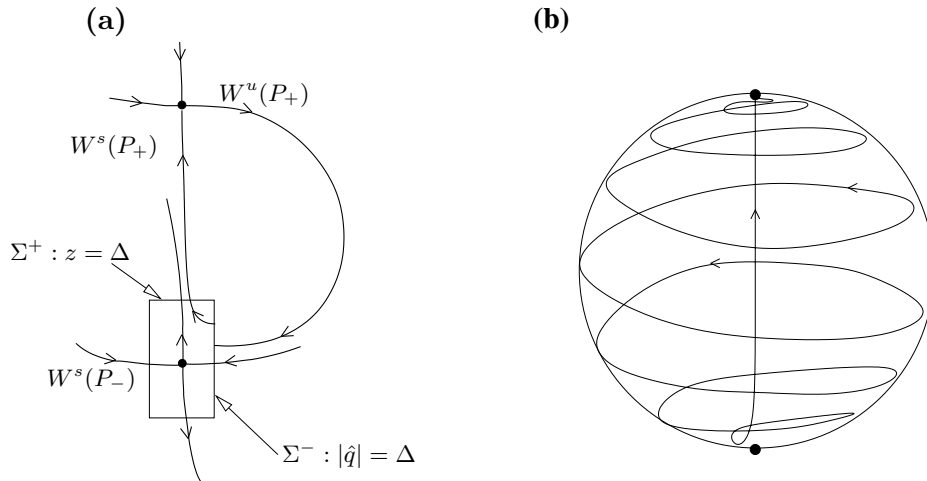 (a)
(b)
W^u(P_+)
W^s(P_+)
Σ^+ : z = Δ
W^s(P_−)
Σ^− : |q̂| = Δ